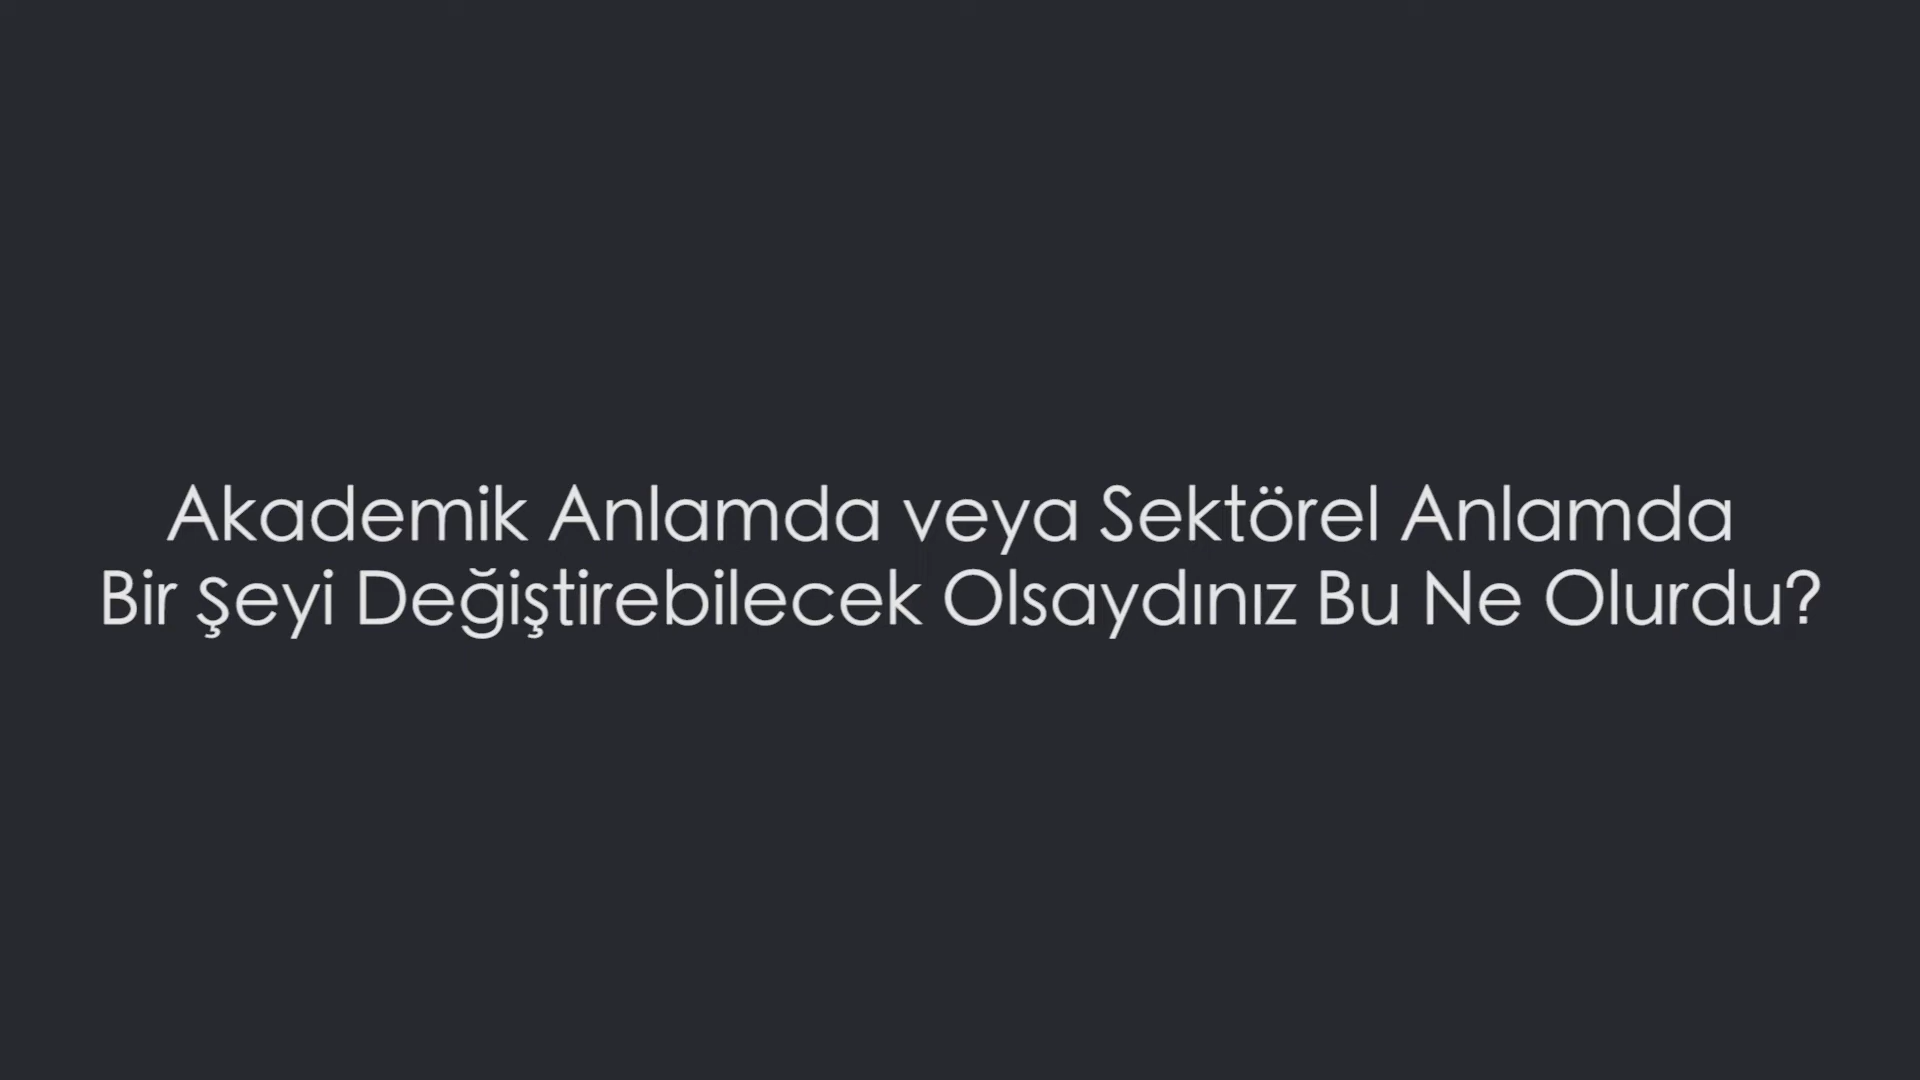 Akademik Anlamda veya Sektörel Anlamda
Bir Şeyi Değiştirebilecek Olsaydınız Bu Ne Olurdu?